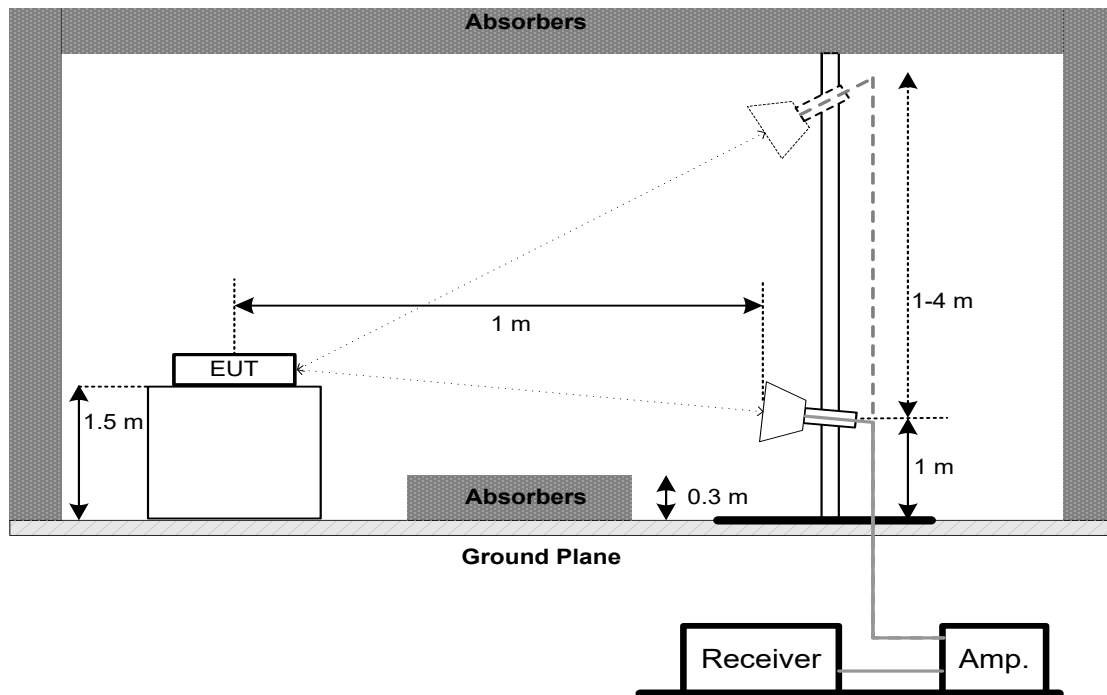 Absorbers
1-4 m
1 m
EUT
1.5 m
1 m
0.3 m
Absorbers
Ground Plane
Receiver
Amp.